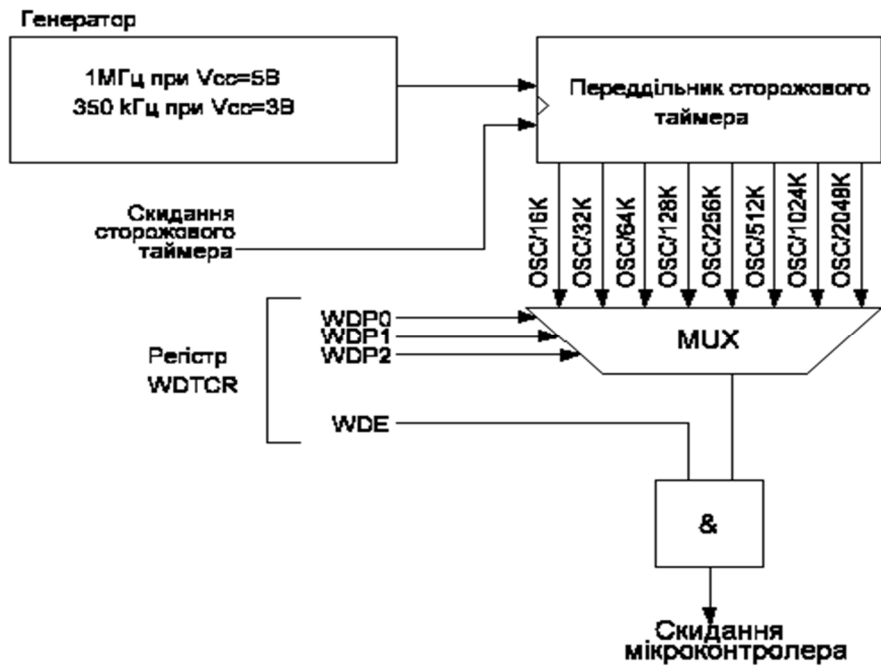 Генератор
1МГц при Vcc=5В
350 kГц при Vcc=3В
Переддільник сторожового
таймера
Скидання
сторожового
таймера
OSC/16K
OSC/32K
OSC/64K
OSC/128K
OSC/256K
OSC/512K
OSC/1024K
OSC/2048K
WDP0
WDP1
WDP2
MUX
Регістр
WDTCR
WDE
&
Скидання
мікроконтролера